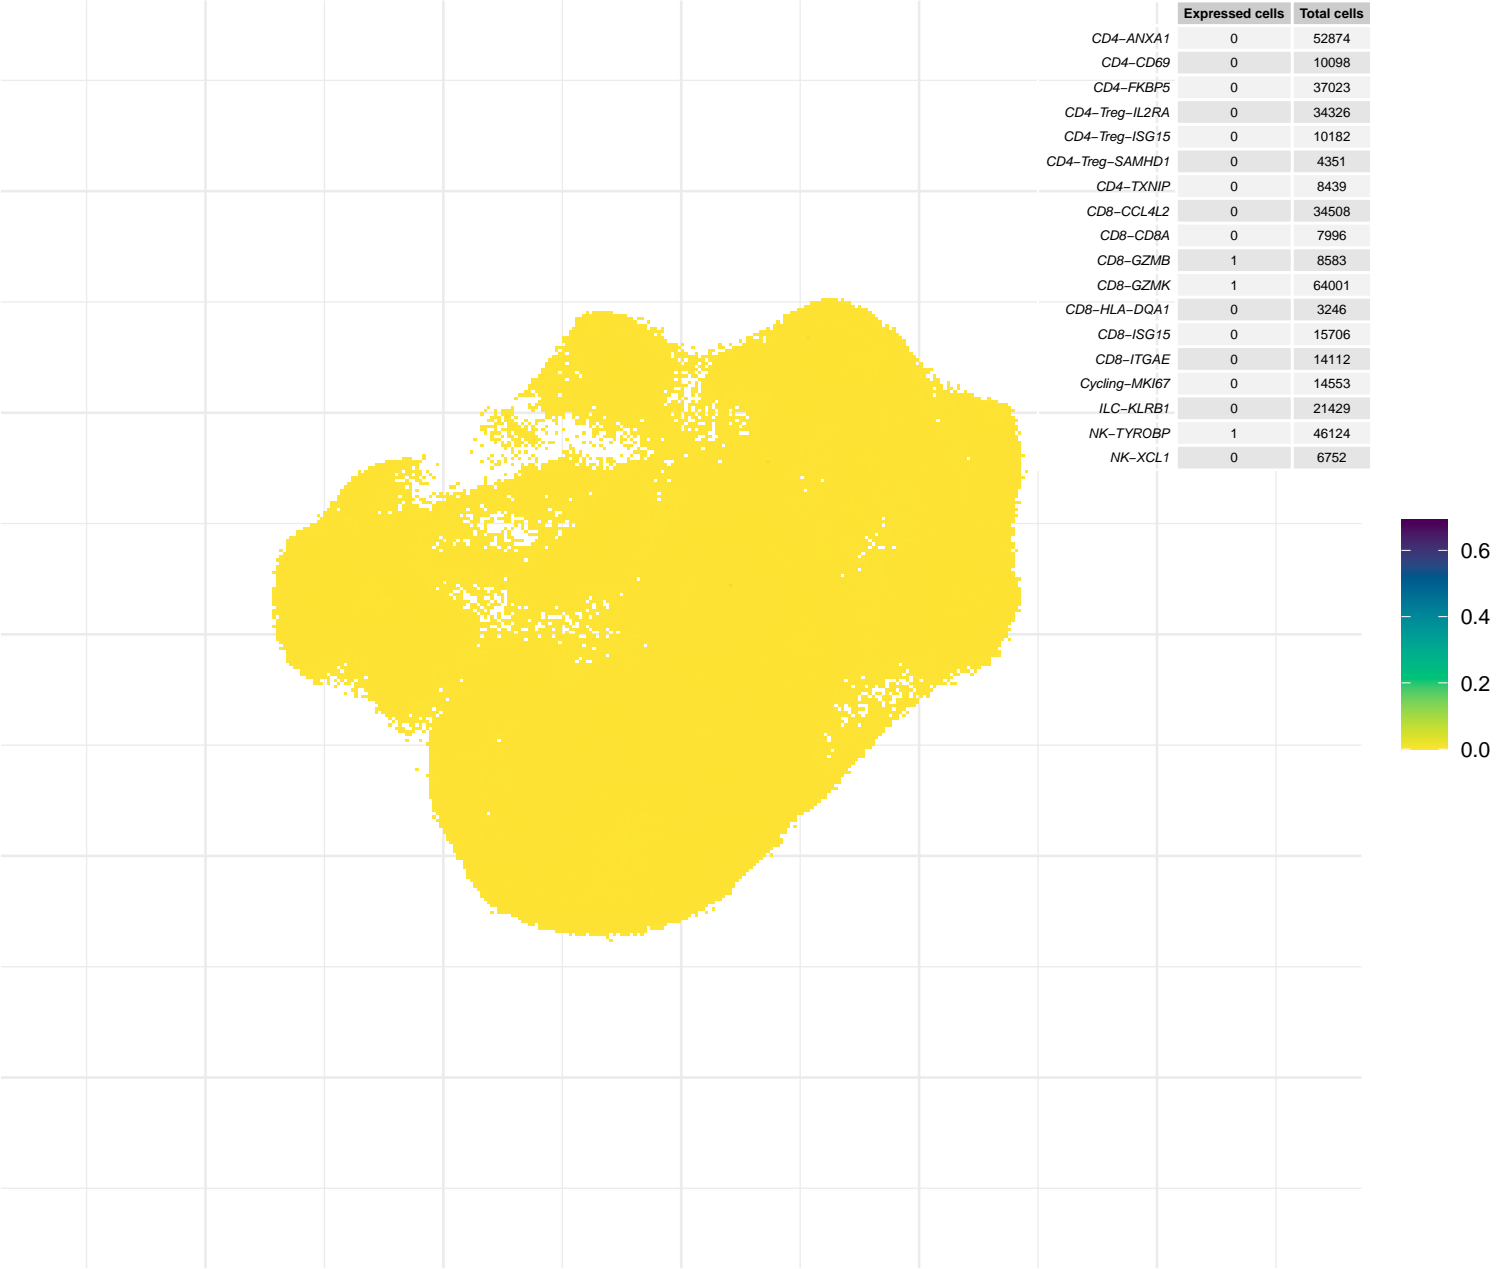 Expressed cells Total cells
CD4−ANXA1 0 52874
CD4−CD69 0 10098
CD4−FKBP5 0 37023
CD4−Treg−IL2RA 0 34326
CD4−Treg−ISG15 0 10182
CD4−Treg−SAMHD1 0 4351
CD4−TXNIP 0 8439
CD8−CCL4L2 0 34508
CD8−CD8A 0 7996
CD8−GZMB 1 8583
CD8−GZMK 1 64001
CD8−HLA−DQA1 0 3246
CD8−ISG15 0 15706
CD8−ITGAE 0 14112
Cycling−MKI67 0 14553
ILC−KLRB1 0 21429
NK−TYROBP 1 46124
NK−XCL1 0 6752
0.6
0.4
0.2
0.0